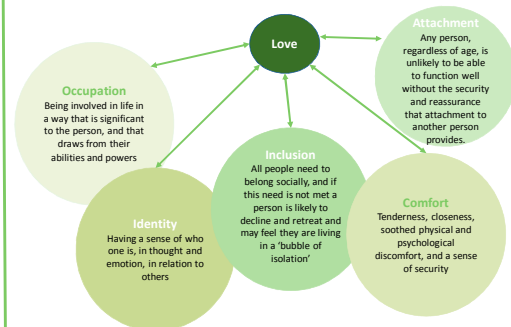 Love
Attachment
Any person,
regardless of age, is
unlikely to be able
to function well
without the security
and reassurance
that attachment to
another person
provides.
Occupation
Being involved in life in
a way that is significant
to the person, and that
draws from their
abilities and powers
Inclusion
All people need to
belong socially, and if
this need is not met a
person is likely to
decline and retreat and
may feel they are living
in a ‘bubble of
isolation’
Identity
Having a sense of who
one is, in thought and
emotion, in relation to
others
Comfort
Tenderness, closeness,
soothed physical and
psychological
discomfort, and a sense
of security